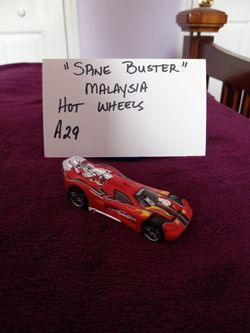 "SPINE BUSTER"
MALAYSIA
HOT WHEELS
A29